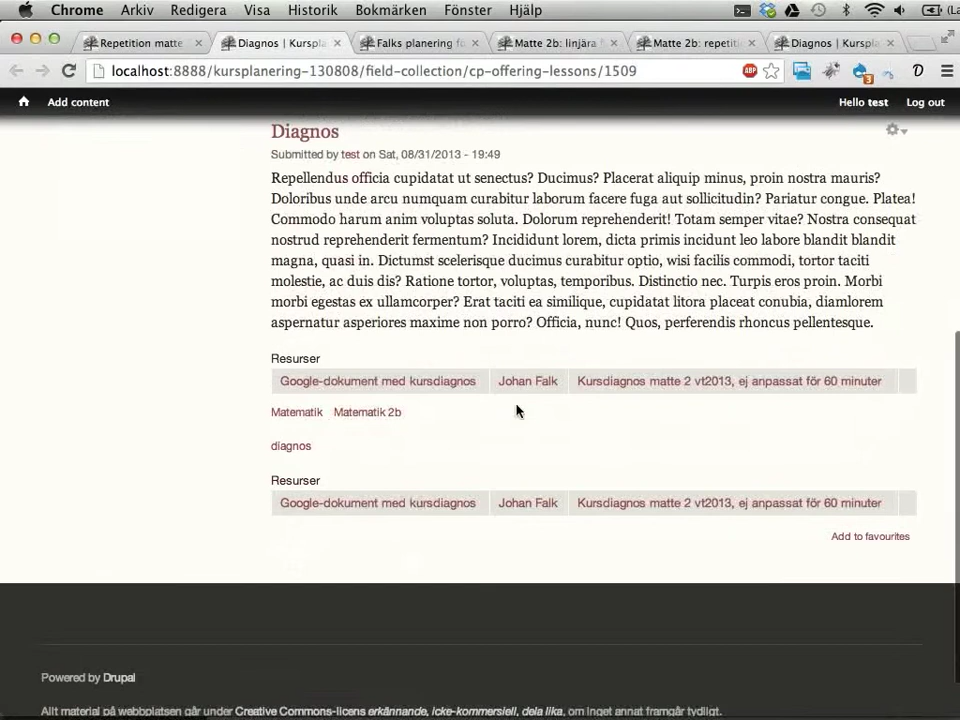 Chrome Arkiv Redigera Visa Historik Bokmärken Fönster Hjälp
Repetition matte Diagnos | Kurspla Falks planering fö Matte 2b: linjära Matte 2b: repeti Diagnos | Kurspla
localhost:8888/kursplanering-130808/field-collection/cp-offering-lessons/1509
ABP
3
Add content Hello test Log out
Diagnos
Submitted by test on Sat, 08/31/2013 - 19:49
Repellendus officia cupidatat ut senectus? Ducimus? Placerat aliquip minus, proin nostra mauris?
Doloribus unde arcu numquam curabitur laborum facere fuga aut sollicitudin? Pariatur congue. Platea!
Commodo harum anim voluptas soluta. Dolorum reprehenderit! Totam semper vitae? Nostra consequat
nostrud reprehenderit fermentum? Incididunt lorem, dicta primis incidunt leo labore blandit blandit
magna, quasi in. Dictumst scelerisque ducimus curabitur optio, wisi facilis commodi, tortor taciti
molestie, ac duis dis? Ratione tortor, voluptas, temporibus. Distinctio nec. Turpis eros proin. Morbi
morbi egestas ex ullamcorper? Erat taciti ea similique, cupidatat litora placeat conubia, diamlorem
aspernatur asperiores maxime non porro? Officia, nunc! Quos, perferendis rhoncus pellentesque.
Resurser
Google-dokument med kursdiagnos Johan Falk Kursdiagnos matte 2 vt2013, ej anpassat för 60 minuter
Matematik Matematik 2b
diagnos
Resurser
Google-dokument med kursdiagnos Johan Falk Kursdiagnos matte 2 vt2013, ej anpassat för 60 minuter
Add to favourites
Powered by Drupal
Allt material på webbplatsen går under Creative Commons-licens erkännande, icke-kommersiell, dela lika, om inget annat framgår tydligt.